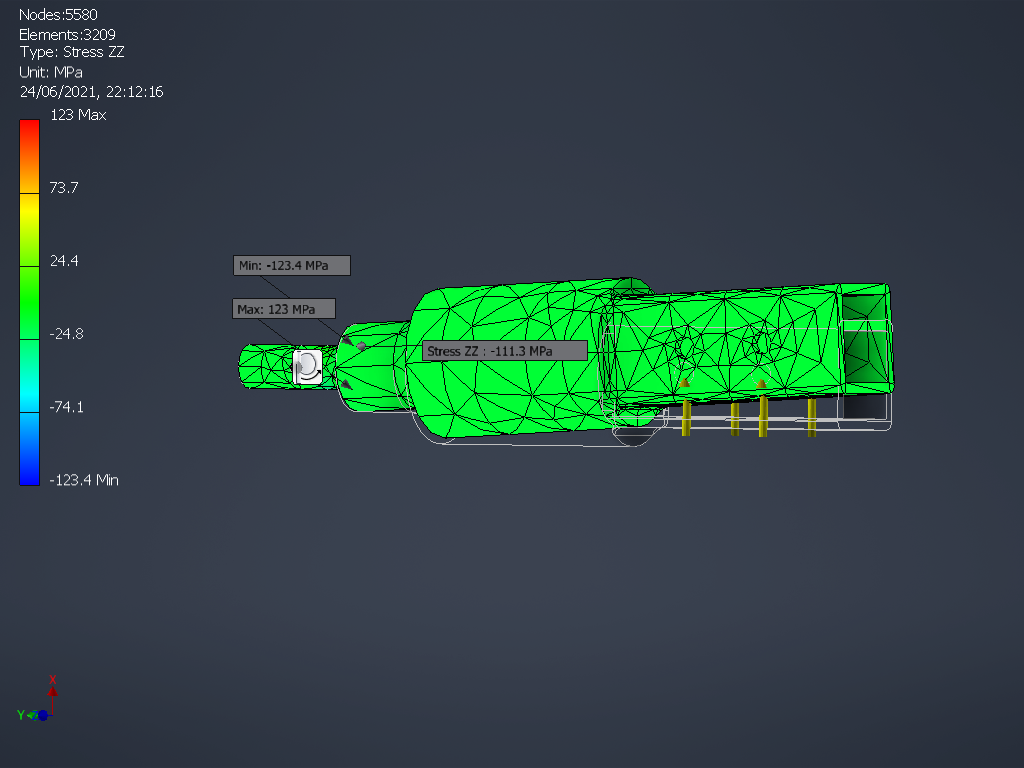 Nodes:5580
Elements:3209
Type: Stress ZZ
Unit: MPa
24/06/2021, 22:12:16
123 Max
73.7
24.4
-24.8
-74.1
-123.4 Min
Min: -123.4 MPa
Max: 123 MPa
Stress ZZ : -111.3 MPa
X
Y